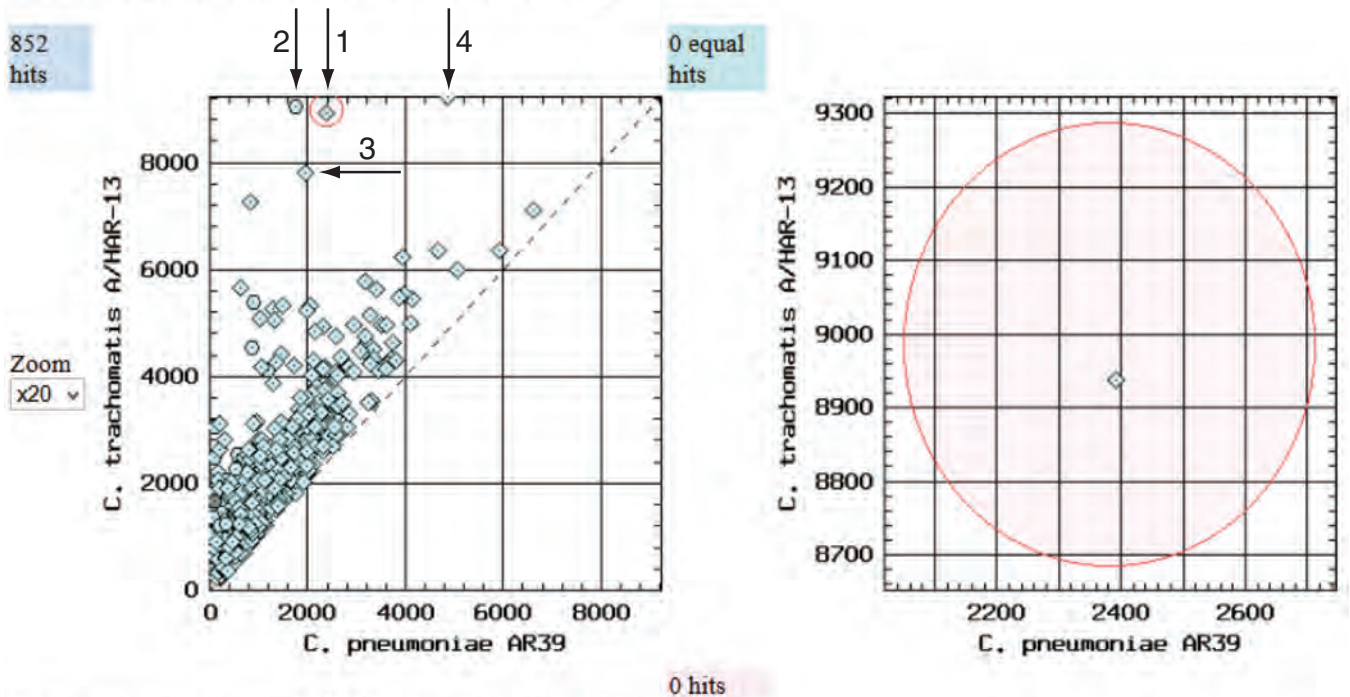 852
hits
2
1
4
0 equal
hits
3
8000
6000
4000
2000
0
C. trachomatis A/HAR-13
Zoom
x20
0 2000 4000 6000 8000
C. pneumoniae AR39
9300
9200
9100
9000
8900
8800
8700
C. trachomatis A/HAR-13
2200 2400 2600
C. pneumoniae AR39
0 hits